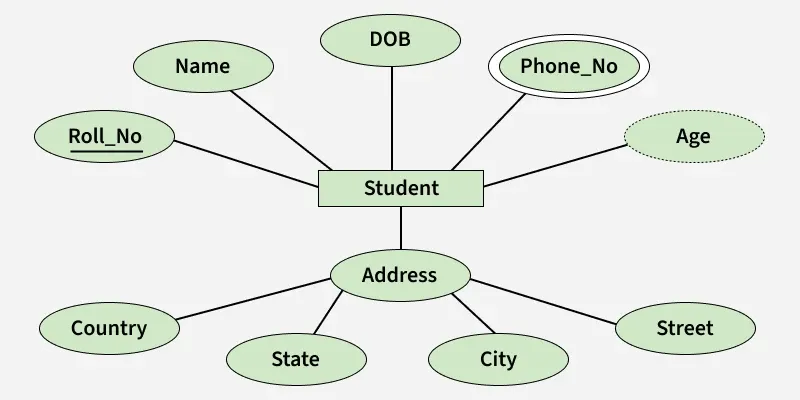 DOB
Name
Phone_No
Roll_No
Age
Student
Address
Country
State
City
Street